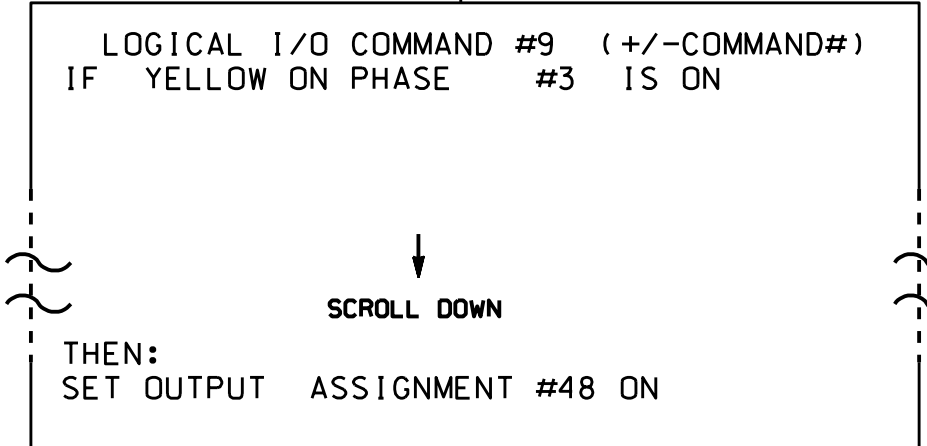 LOGICAL I/O COMMAND #9 (+/-COMMAND#)
IF YELLOW ON PHASE #3 IS ON
SCROLL DOWN
THEN:
SET OUTPUT ASSIGNMENT #48 ON